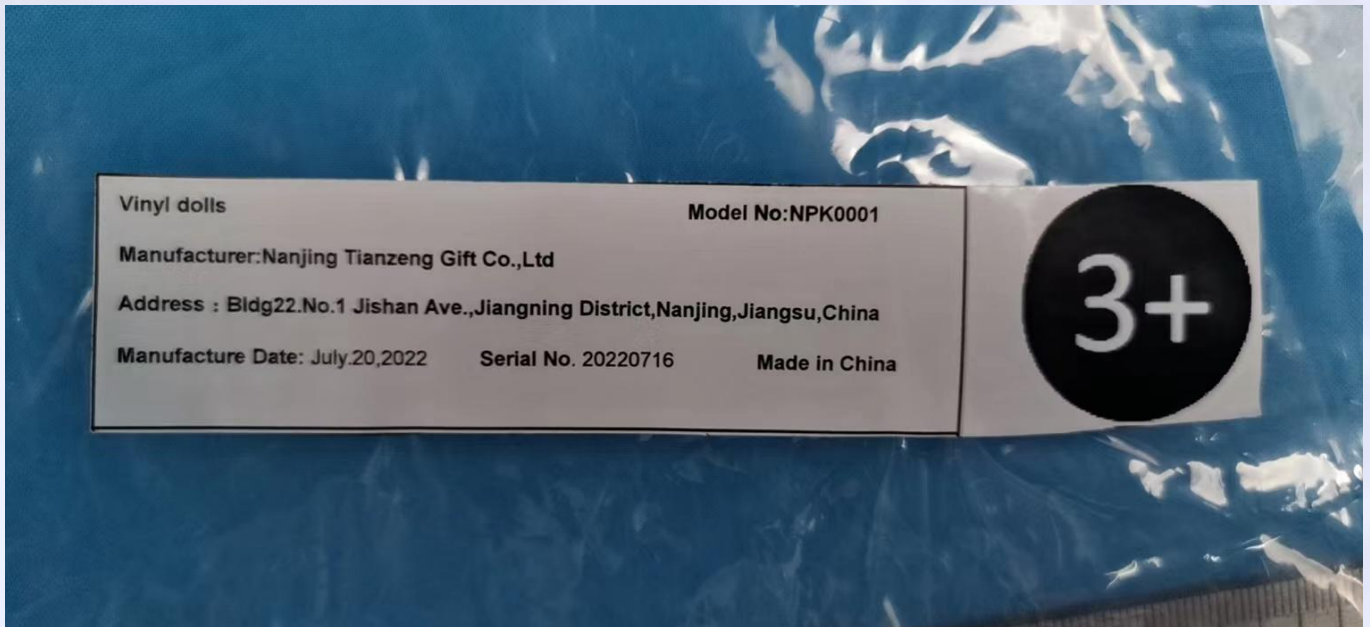 Vinyl dolls Model No:NPK0001
Manufacturer:Nanjing Tianzeng Gift Co.,Ltd
Address : Bldg22.No.1 Jishan Ave.,Jiangning District,Nanjing,Jiangsu,China
Manufacture Date: July.20,2022 Serial No. 20220716 Made in China
3+